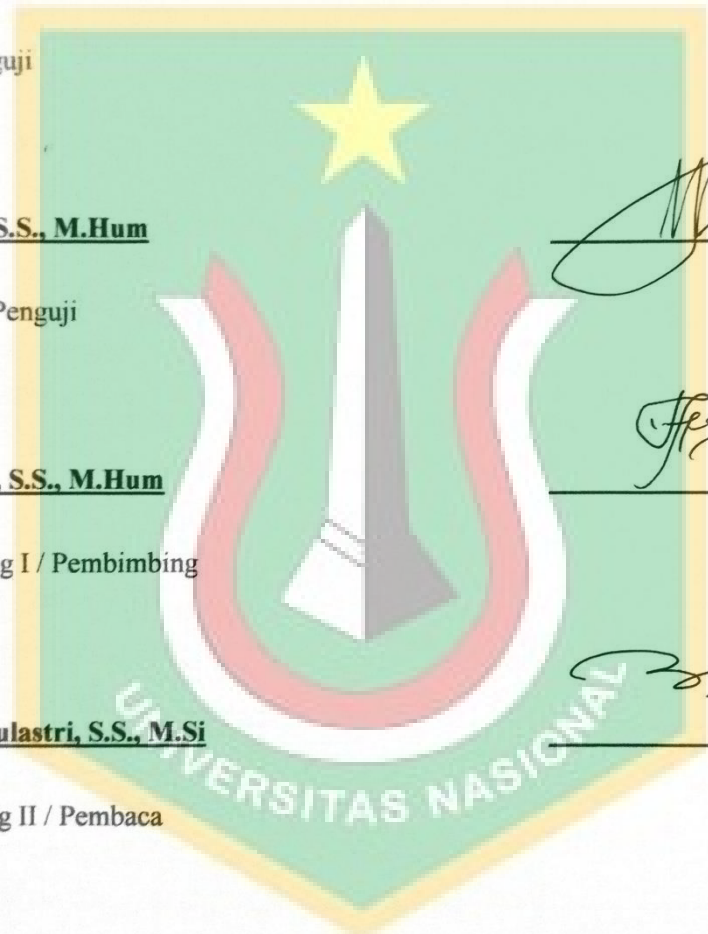 guji
S.S., M.Hum
Penguji
, S.S., M.Hum
g I / Pembimbing
ulastri, S.S., M.Si
g II / Pembaca
UNIVERSITAS NASIONAL